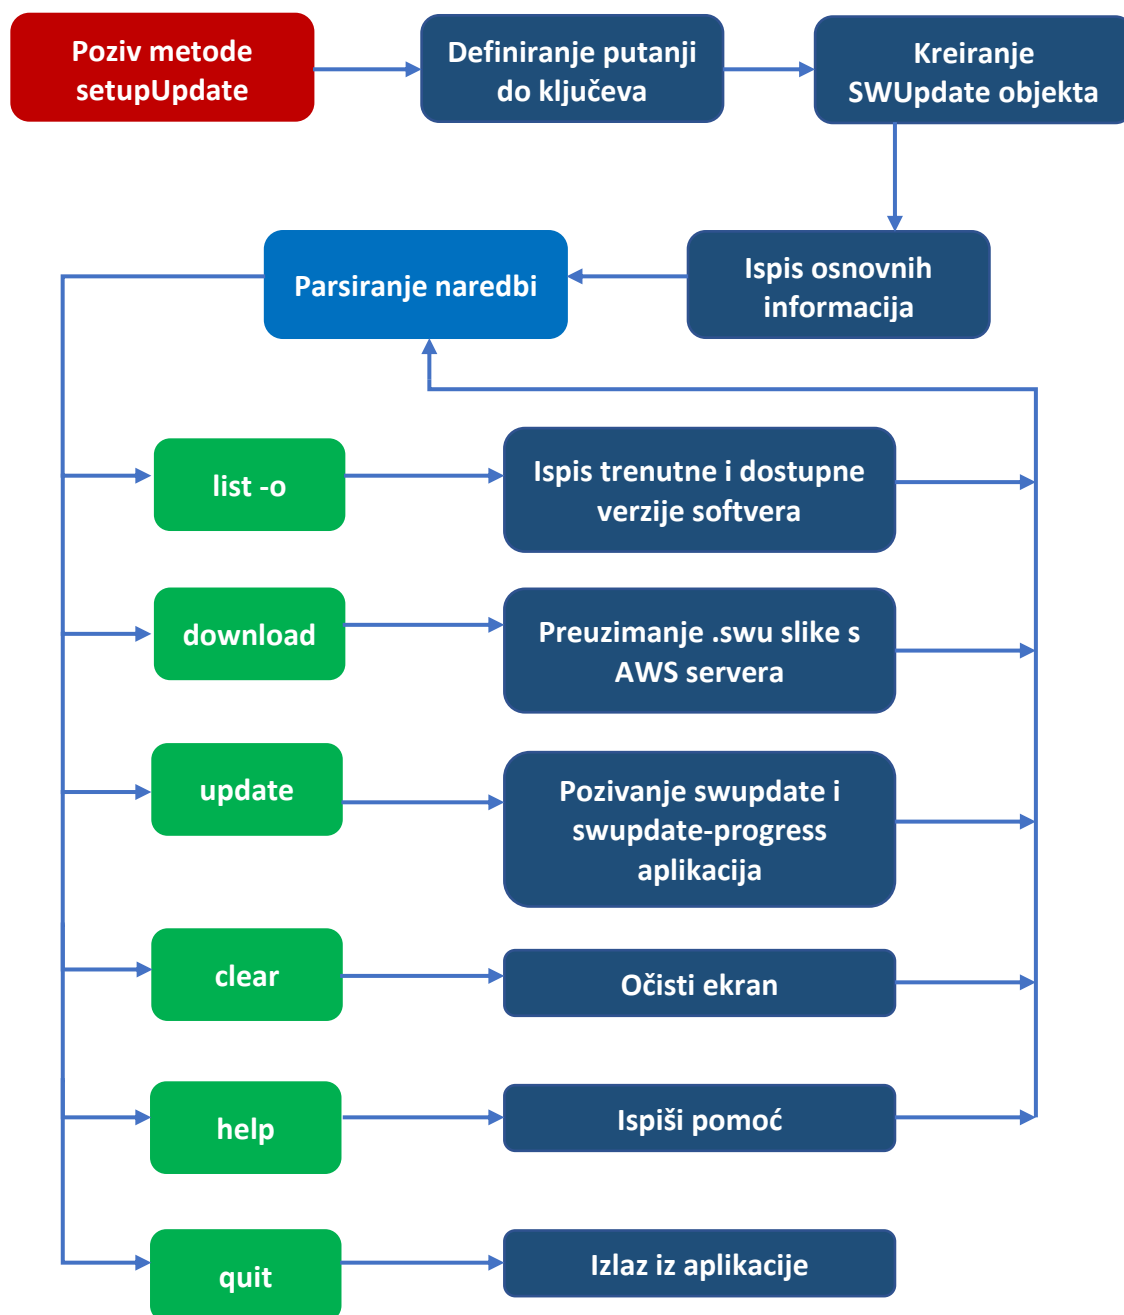 Poziv metode
setupUpdate
Definiranje putanji
do ključeva
Kreiranje
SWUpdate objekta
Ispis osnovnih
informacija
Parsiranje naredbi
list -o
Ispis trenutne i dostupne
verzije softvera
download
Preuzimanje .swu slike s
AWS servera
update
Pozivanje swupdate i
swupdate-progress
aplikacija
clear
Očisti ekran
help
Ispiši pomoć
quit
Izlaz iz aplikacije